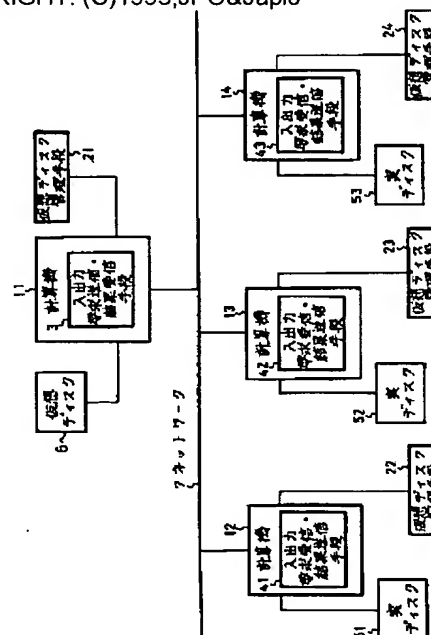 RIGHT: (C)1993,JPO&Japio
仮想
ディスク
6
11
計算機
3
入出力
要求送信・
結果受信
手段
仮想ディスク
管理手段
21
7 ネットワーク
12
計算機
41
入出力
要求受信・
結果送信
手段
51
実
ディスク
22
仮想ディスク
13
計算機
42
入出力
要求受信・
結果送信
手段
52
実
ディスク
23
仮想ディスク
管理手段
14
計算機
43
入出力
要求受信・
結果送信
手段
53
実
ディスク
24
仮想ディスク
管理手段